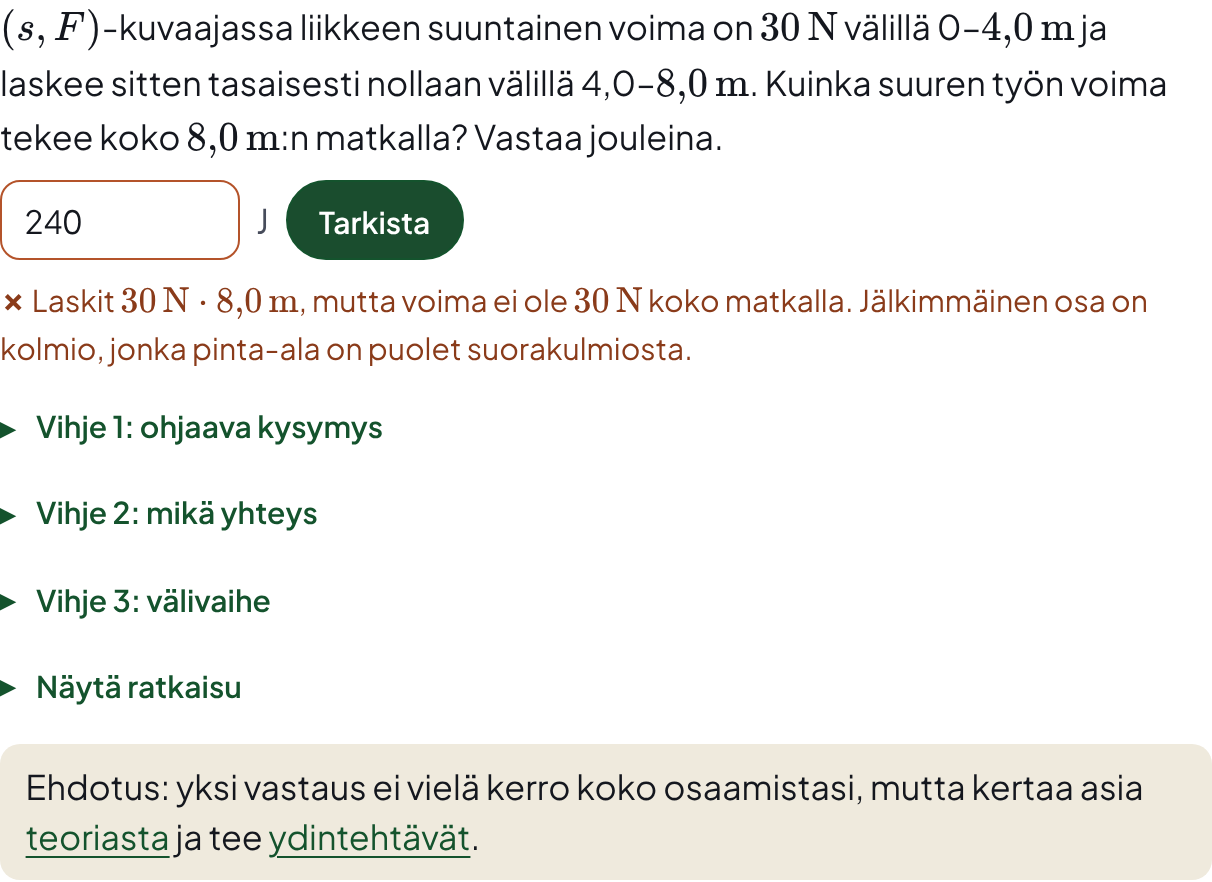 (s, F)-kuvaajassa liikkeen suuntainen voima on 30 N välillä 0–4,0 m ja
laskee sitten tasaisesti nollaan välillä 4,0–8,0 m. Kuinka suuren työn voima
tekee koko 8,0 m:n matkalla? Vastaa jouleina.
240 J Tarkista
× Laskit 30 N · 8,0 m, mutta voima ei ole 30 N koko matkalla. Jälkimmäinen osa on
kolmio, jonka pinta-ala on puolet suorakulmiosta.
▶ Vihje 1: ohjaava kysymys
▶ Vihje 2: mikä yhteys
▶ Vihje 3: välivaihe
▶ Näytä ratkaisu
Ehdotus: yksi vastaus ei vielä kerro koko osaamistasi, mutta kertaa asia
teoriasta ja tee ydintehtävät.